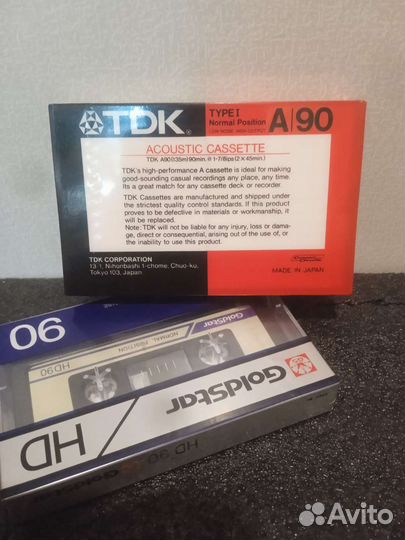 TDK
TYPE I
Normal Position
LOW NOISE HIGH OUTPUT
A|90
ACOUSTIC CASSETTE
TDK A90®135m/90min. @ 1-7/8ips (2×45min.)
TDK's high-performance A cassette is ideal for making
good-sounding casual recordings any place, any time.
Its a great match for any cassette deck or recorder.
TDK Cassettes are manufactured and shipped under
the strictest quality control standards. If this product
proves to be defective in materials or workmanship, it
will be replaced.
Note: TDK will not be liable for any injury, loss or dama-
ge, direct or consequential, arising out of the use of, or
the inability to use this product.
TDK CORPORATION
13-1, Nihonbashi 1-chome, Chuo-ku,
Tokyo 103, Japan
MADE IN JAPAN
90
HD90
NORMAL POSITION
GoldStar
GS
HD
HD 90
GoldStar
Avito